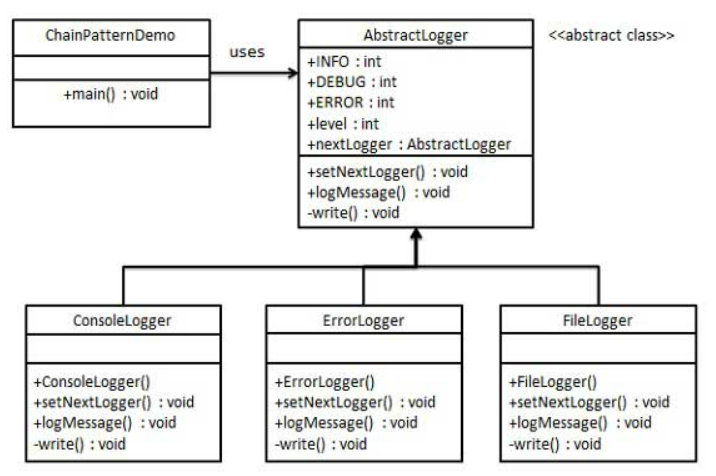 ChainPatternDemo
+main() : void
uses
AbstractLogger
<<abstract class>>
+INFO : int
+DEBUG : int
+ERROR : int
+level : int
+nextLogger : AbstractLogger
+setNextLogger() : void
+logMessage() : void
-write() : void
ConsoleLogger
+ConsoleLogger()
+setNextLogger() : void
+logMessage() : void
-write() : void
ErrorLogger
+ErrorLogger()
+setNextLogger() : void
+logMessage() : void
-write() : void
FileLogger
+FileLogger()
+setNextLogger() : void
+logMessage() : void
-write() : void